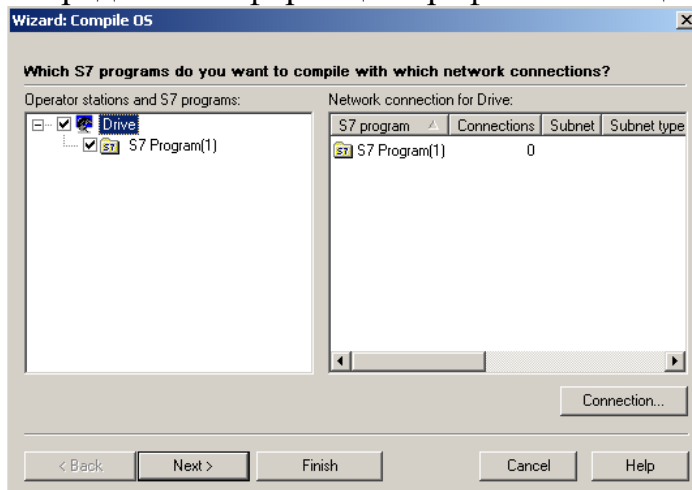 Wizard: Compile OS
Which S7 programs do you want to compile with which network connections?
Operator stations and S7 programs:
Network connection for Drive:
Drive
S7 Program(1)
S7 program Connections Subnet Subnet type
S7 Program(1) 0
Connection...
< Back Next > Finish Cancel Help